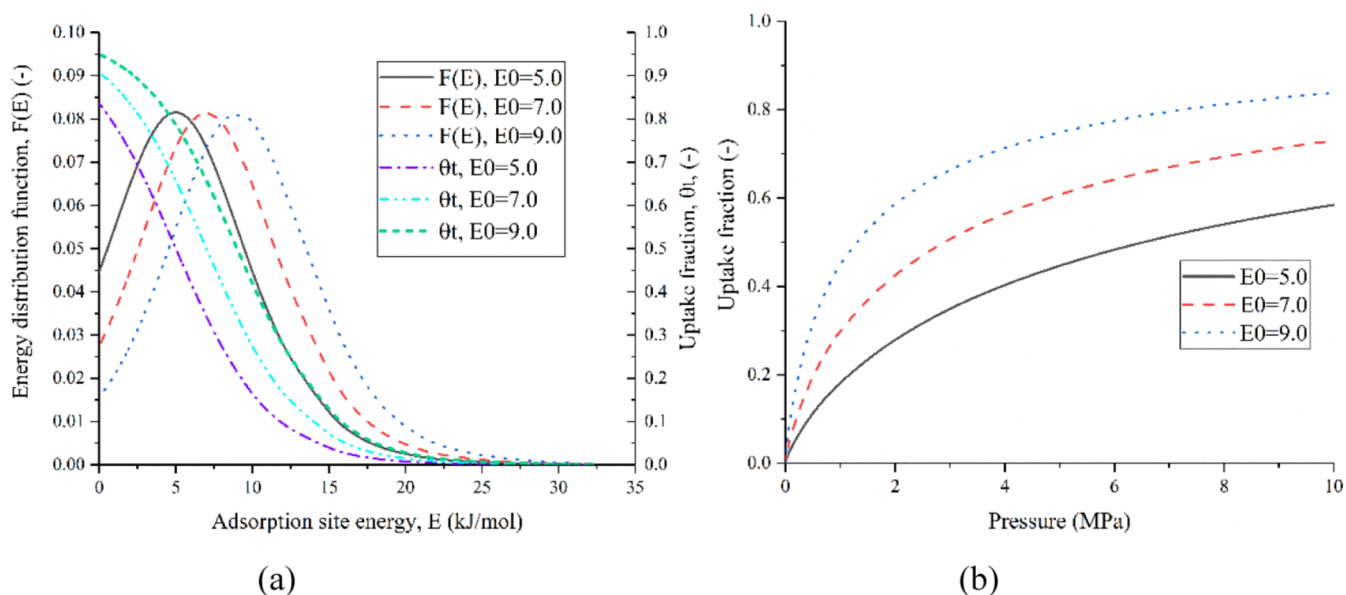 0.10
0.09
0.08
0.07
0.06
0.05
0.04
0.03
0.02
0.01
0.00
Energy distribution function, F(E) (-)
0
5
10
15
20
25
30
35
Adsorption site energy, E (kJ/mol)
1.0
0.9
0.8
0.7
0.6
0.5
0.4
0.3
0.2
0.1
0.0
Uptake fraction, θt, (-)
F(E), E0=5.0
F(E), E0=7.0
F(E), E0=9.0
θt, E0=5.0
θt, E0=7.0
θt, E0=9.0
(a)
1.0
0.8
0.6
0.4
0.2
0.0
Uptake fraction (-)
0
2
4
6
8
10
Pressure (MPa)
E0=5.0
E0=7.0
E0=9.0
(b)